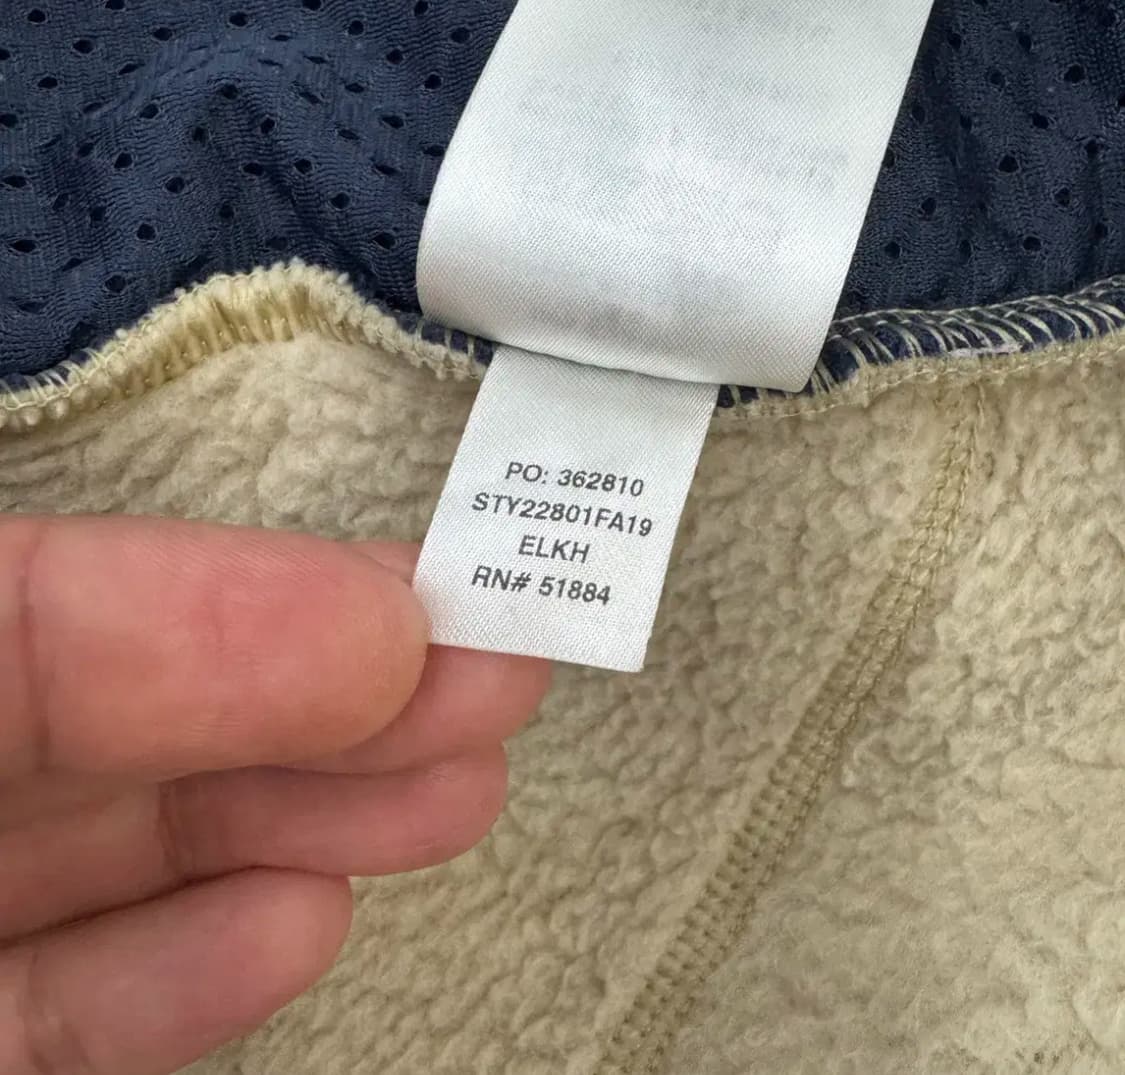 PO: 362810
STY22801FA19
ELKH
RN# 51884